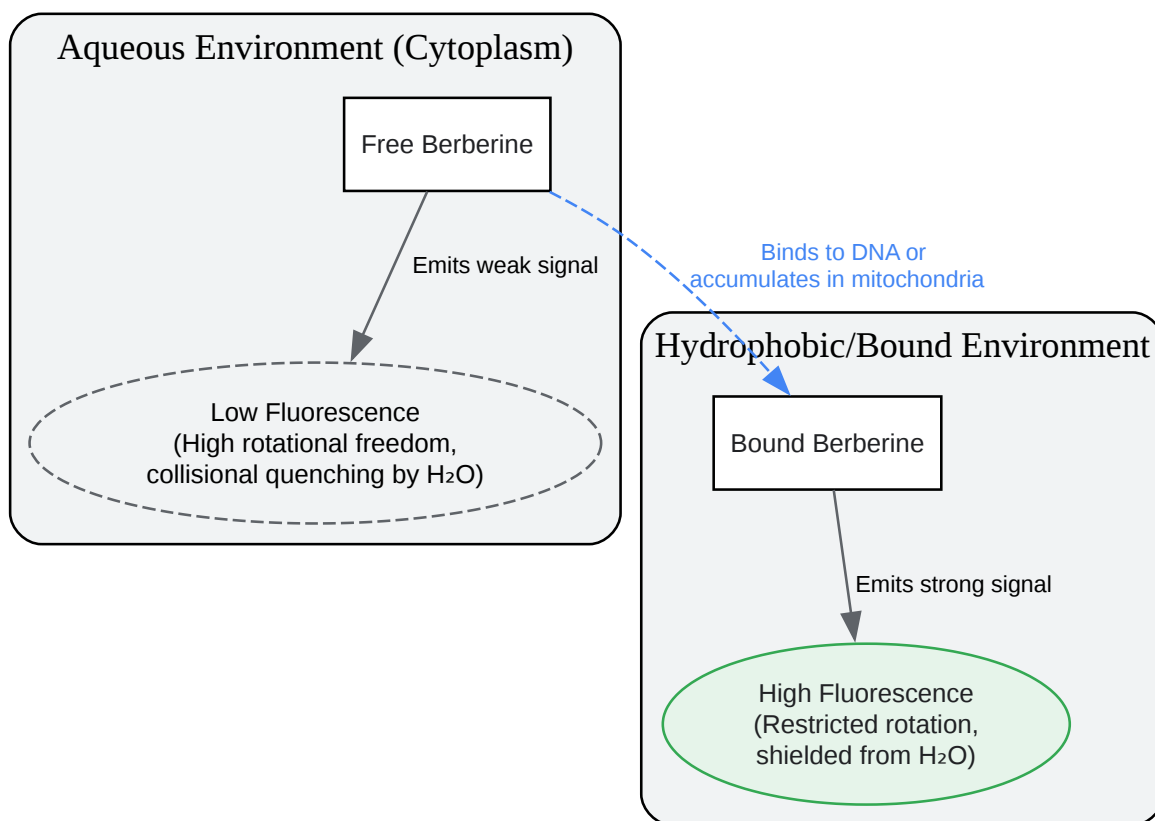 Aqueous Environment (Cytoplasm)
Free Berberine
Emits weak signal
Low Fluorescence
(High rotational freedom,
collisional quenching by H₂O)
Binds to DNA or
accumulates in mitochondria
Hydrophobic/Bound Environment
Bound Berberine
Emits strong signal
High Fluorescence
(Restricted rotation,
shielded from H₂O)